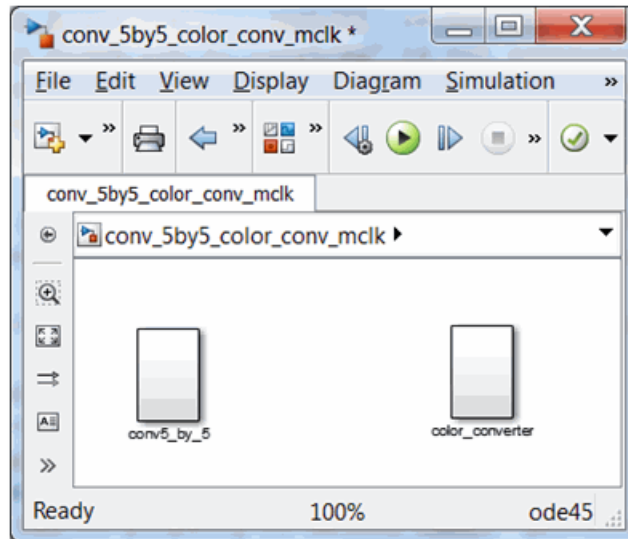 conv_5by5_color_conv_mclk *
File Edit View Display Diagram Simulation »
» » » »
conv_5by5_color_conv_mclk
conv_5by5_color_conv_mclk
conv5_by_5
color_converter
»
Ready 100% ode45